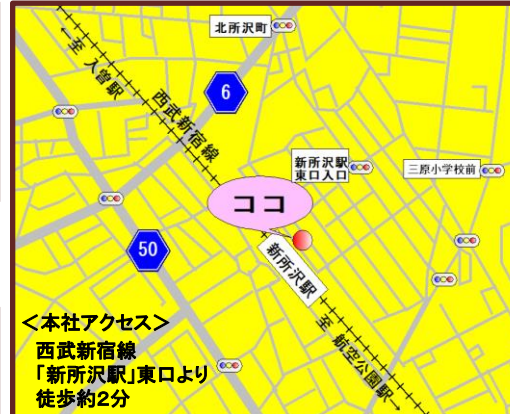 北所沢町
←至 入曽駅
6
西武新宿線
新所沢駅
東口入口
三原小学校前
ココ
50
新所沢駅
至 航空公園駅→
＜本社アクセス＞
西武新宿線
「新所沢駅」東口より
徒歩約2分